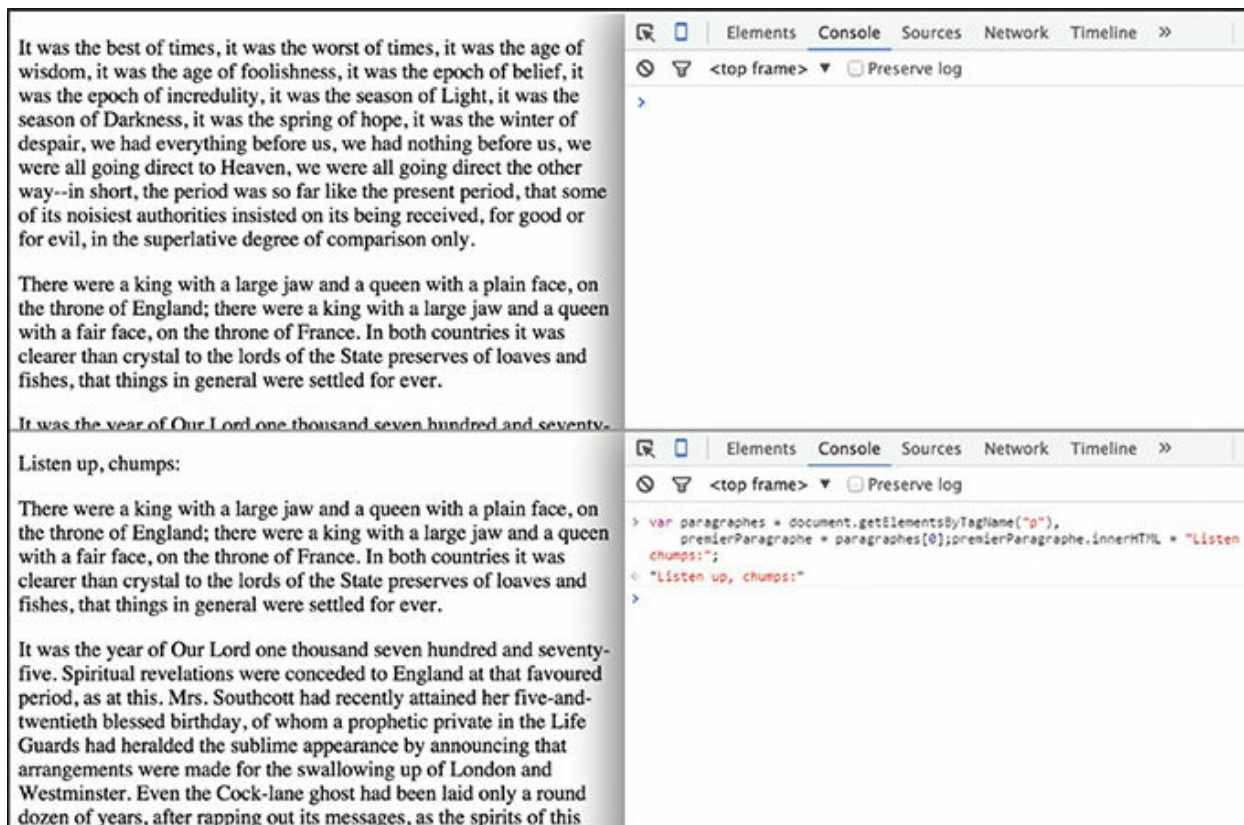 It was the best of times, it was the worst of times, it was the age of
wisdom, it was the age of foolishness, it was the epoch of belief, it
was the epoch of incredulity, it was the season of Light, it was the
season of Darkness, it was the spring of hope, it was the winter of
despair, we had everything before us, we had nothing before us, we
were all going direct to Heaven, we were all going direct the other
way--in short, the period was so far like the present period, that some
of its noisiest authorities insisted on its being received, for good or
for evil, in the superlative degree of comparison only.
There were a king with a large jaw and a queen with a plain face, on
the throne of England; there were a king with a large jaw and a queen
with a fair face, on the throne of France. In both countries it was
clearer than crystal to the lords of the State preserves of loaves and
fishes, that things in general were settled for ever.
It was the year of Our Lord one thousand seven hundred and seventy-
Elements Console Sources Network Timeline »
<top frame> ▼ Preserve log
>
Listen up, chumps:
There were a king with a large jaw and a queen with a plain face, on
the throne of England; there were a king with a large jaw and a queen
with a fair face, on the throne of France. In both countries it was
clearer than crystal to the lords of the State preserves of loaves and
fishes, that things in general were settled for ever.
It was the year of Our Lord one thousand seven hundred and seventy-
five. Spiritual revelations were conceded to England at that favoured
period, as at this. Mrs. Southcott had recently attained her five-and-
twentieth blessed birthday, of whom a prophetic private in the Life
Guards had heralded the sublime appearance by announcing that
arrangements were made for the swallowing up of London and
Westminster. Even the Cock-lane ghost had been laid only a round
dozen of years, after rapping out its messages, as the spirits of this
Elements Console Sources Network Timeline »
<top frame> ▼ Preserve log
> var paragraphes = document.getElementsByTagName("p"),
premierParagraphe = paragraphes[0];premierParagraphe.innerHTML = "Listen
chumps:";
< "Listen up, chumps:"
>